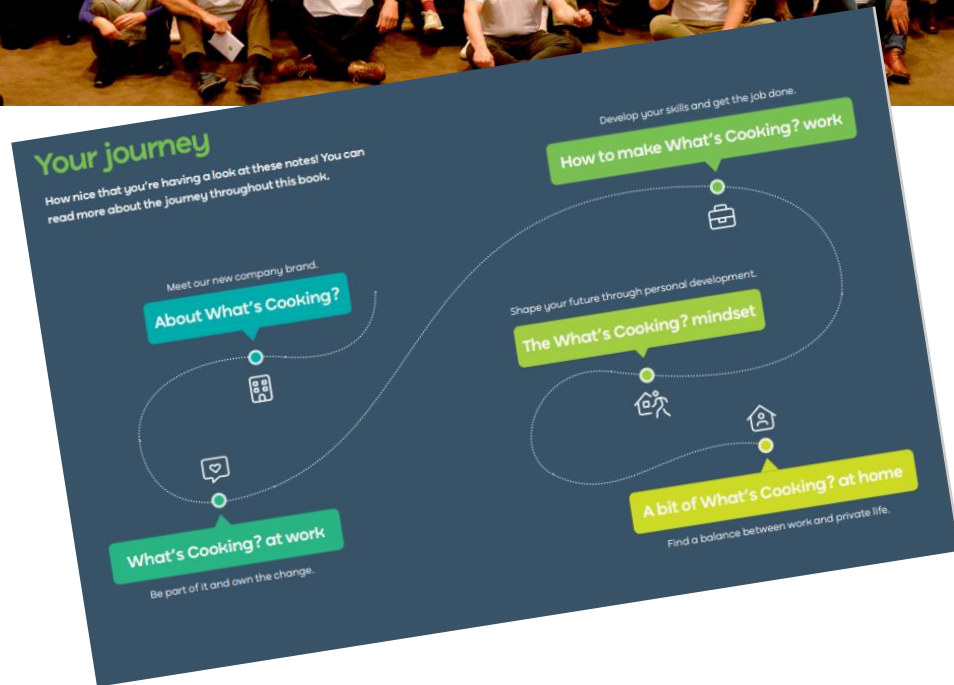 Your journey
How nice that you're having a look at these notes! You can
read more about the journey throughout this book.
Meet our new company brand.
About What's Cooking?
What's Cooking? at work
Be part of it and own the change.
Develop your skills and get the job done.
How to make What's Cooking? work
Shape your future through personal development.
The What's Cooking? mindset
A bit of What's Cooking? at home
Find a balance between work and private life.